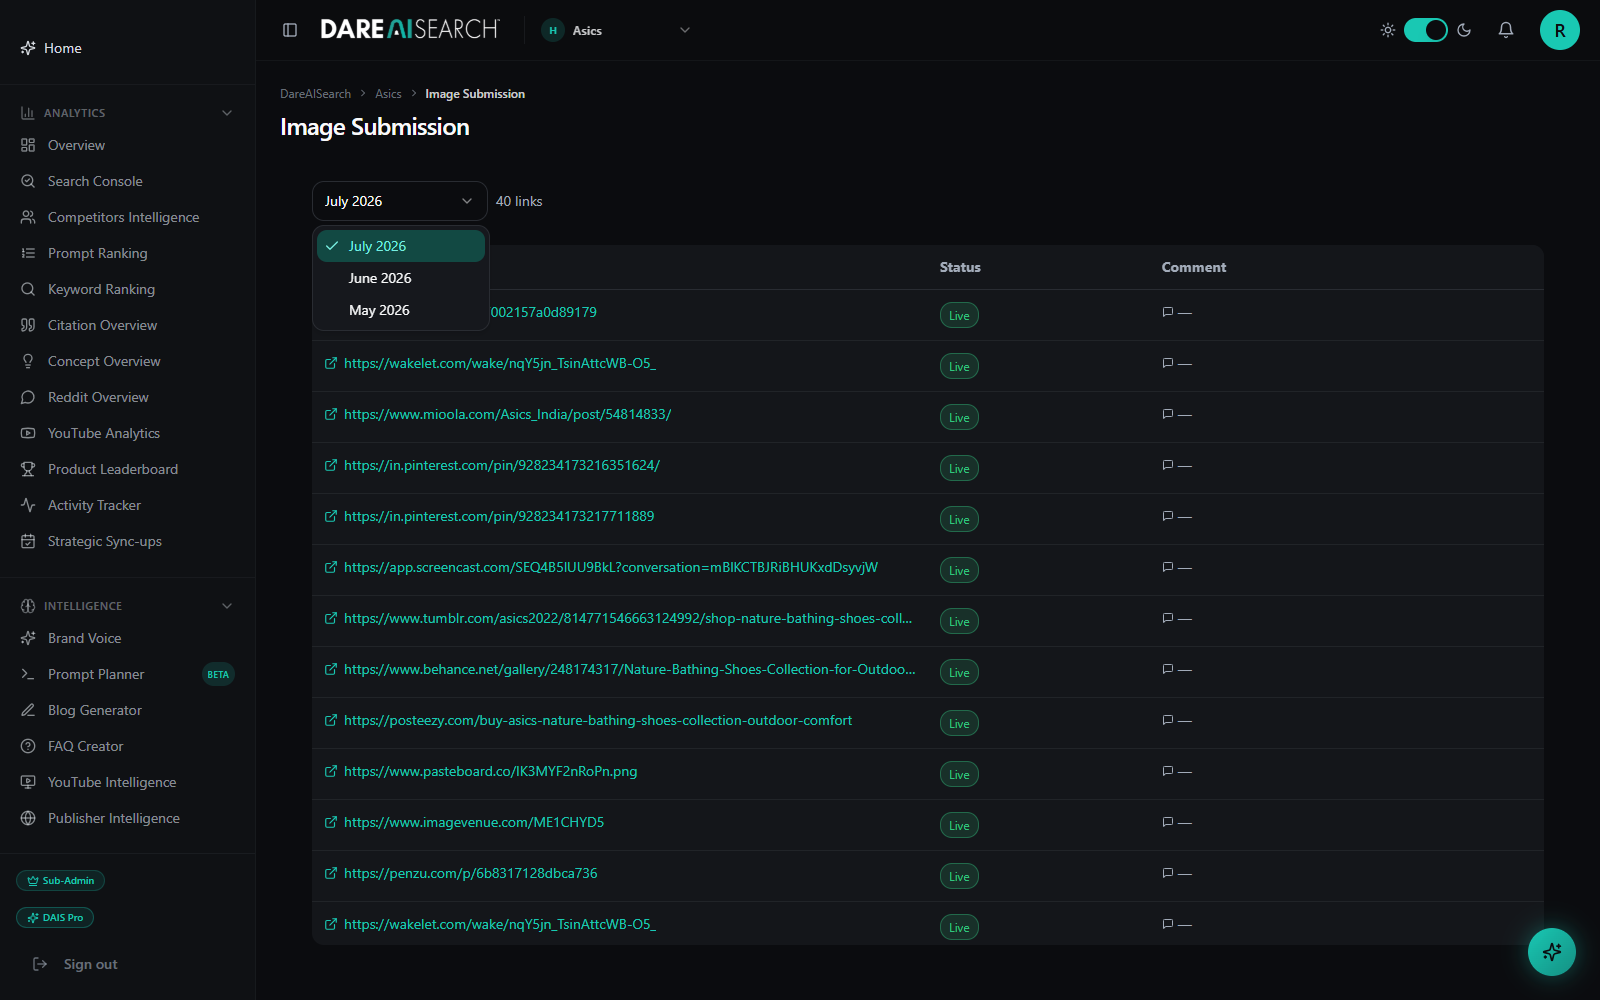 Home
ANALYTICS
Overview
Search Console
Competitors Intelligence
Prompt Ranking
Keyword Ranking
Citation Overview
Concept Overview
Reddit Overview
YouTube Analytics
Product Leaderboard
Activity Tracker
Strategic Sync-ups
INTELLIGENCE
Brand Voice
Prompt Planner BETA
Blog Generator
FAQ Creator
YouTube Intelligence
Publisher Intelligence
Sub-Admin
DAIS Pro
Sign out
DARE AISEARCH
H Asics
R
DareAISearch > Asics > Image Submission
Image Submission
July 2026 40 links
July 2026
June 2026
May 2026
Status Comment
002157a0d89179 Live —
https://wakelet.com/wake/nqY5jn_TsinAttcWB-O5_ Live —
https://www.mioola.com/Asics_India/post/54814833/ Live —
https://in.pinterest.com/pin/928234173216351624/ Live —
https://in.pinterest.com/pin/928234173217711889 Live —
https://app.screencast.com/SEQ4B5lUU9BkL?conversation=mBlKCTBJRiBHUKxdDsyvjW Live —
https://www.tumblr.com/asics2022/814771546663124992/shop-nature-bathing-shoes-coll... Live —
https://www.behance.net/gallery/248174317/Nature-Bathing-Shoes-Collection-for-Outdoo... Live —
https://posteezy.com/buy-asics-nature-bathing-shoes-collection-outdoor-comfort Live —
https://www.pasteboard.co/IK3MYF2nRoPn.png Live —
https://www.imagevenue.com/ME1CHYD5 Live —
https://penzu.com/p/6b8317128dbca736 Live —
https://wakelet.com/wake/nqY5jn_TsinAttcWB-O5_ Live —